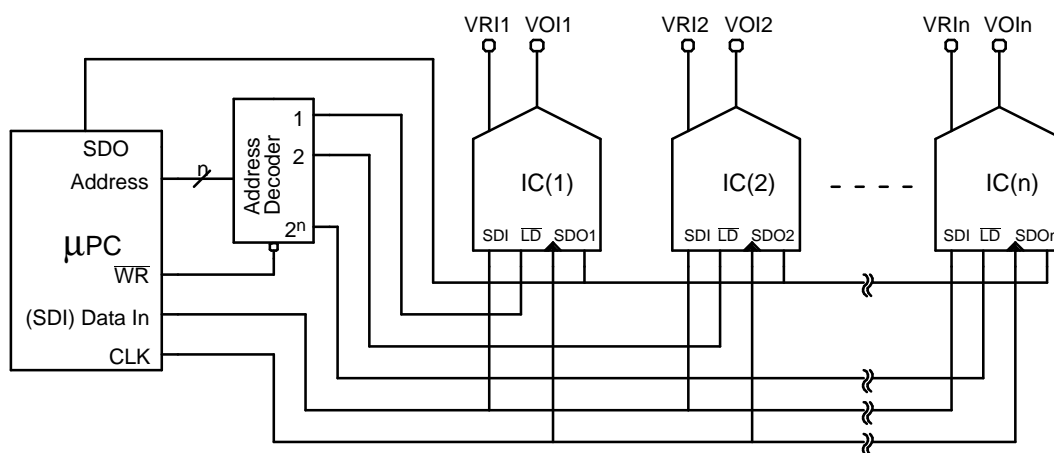 VRI1 VOI1 VRI2 VOI2 VRIn VOIn
SDO
Address
n
μPC
WR
(SDI) Data In
CLK
Address
Decoder
1
2
2n
IC(1)
SDI LD SDO1
IC(2)
SDI LD SDO2
IC(n)
SDI LD SDOn